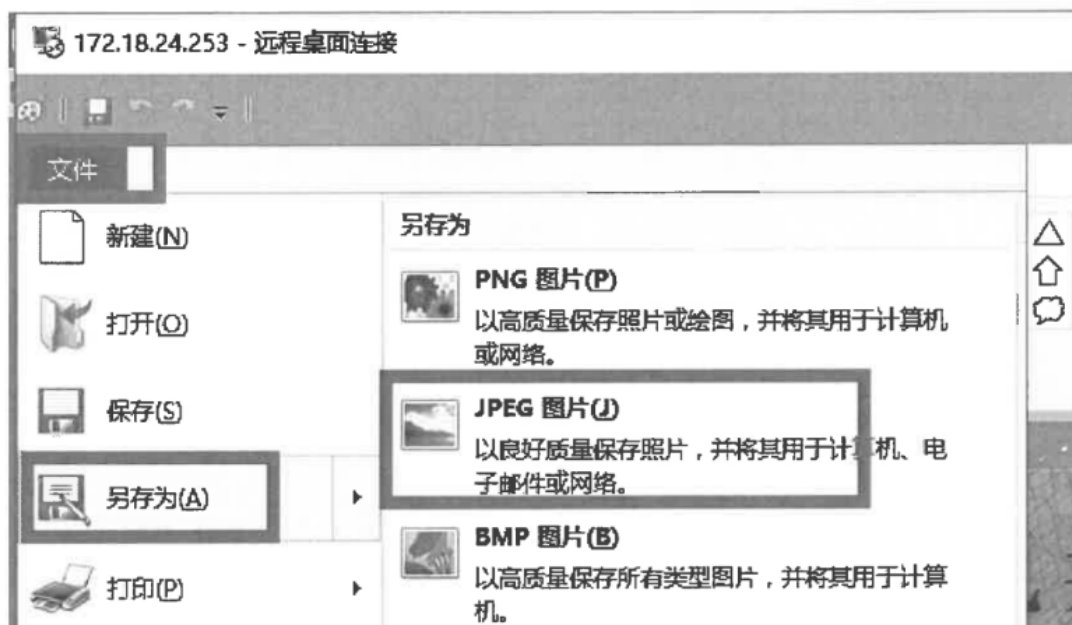 172.18.24.253 - 远程桌面连接
文件
新建(N)
打开(O)
保存(S)
另存为(A)
打印(P)
另存为
PNG 图片(P)
以高质量保存照片或绘图，并将其用于计算机
或网络。
JPEG 图片(J)
以良好质量保存照片，并将其用于计算机、电
子邮件或网络。
BMP 图片(B)
以高质量保存所有类型图片，并将其用于计算
机。